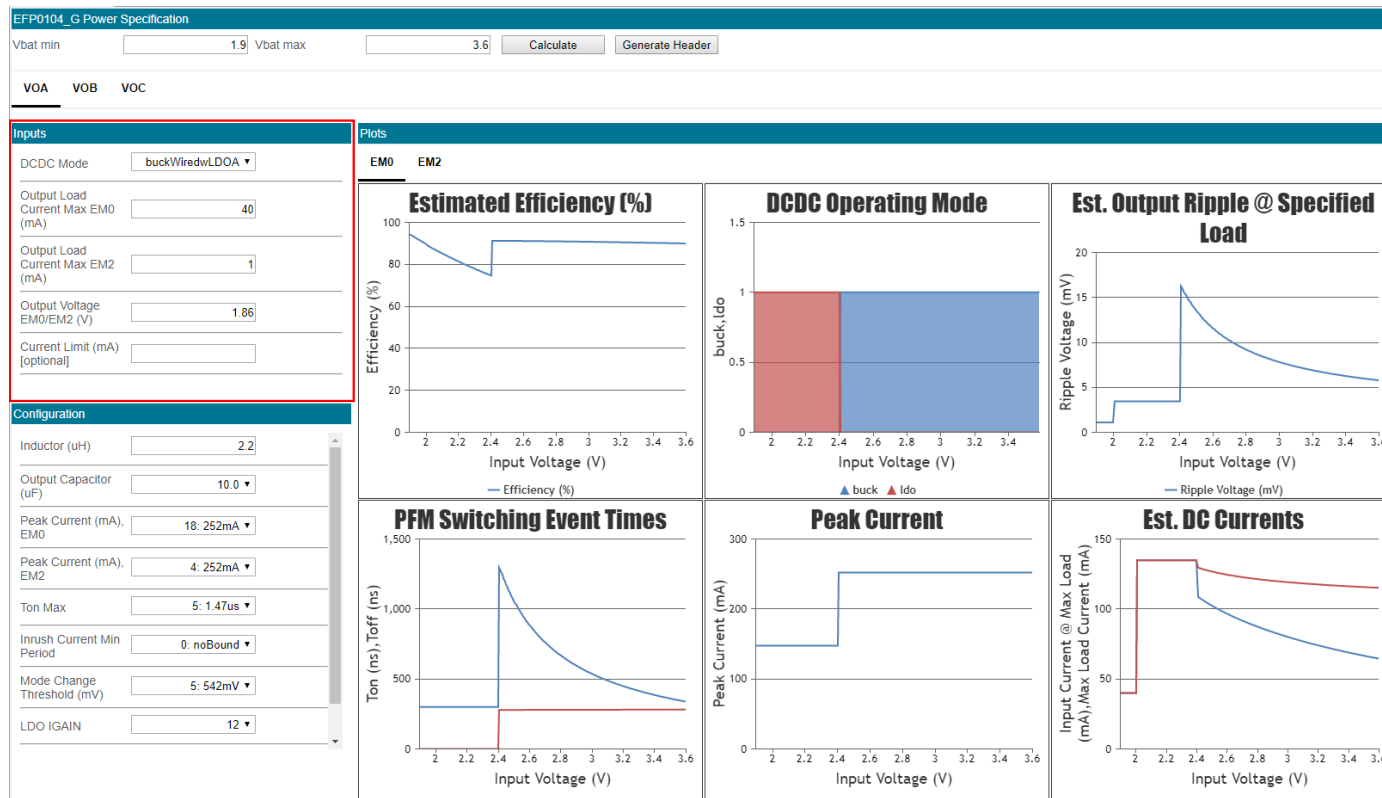 EFP0104_G Power Specification
Vbat min 1.9 Vbat max 3.6 Calculate Generate Header
VOA VOB VOC
Inputs
DCDC Mode buckWiredwLDOA
Output Load
Current Max EM0
(mA)
40
Output Load
Current Max EM2
(mA)
1
Output Voltage
EM0/EM2 (V)
1.86
Current Limit (mA)
[optional]
Configuration
Inductor (uH) 2.2
Output Capacitor
(uF)
10.0
Peak Current (mA),
EM0
18: 252mA
Peak Current (mA),
EM2
4: 252mA
Ton Max 5: 1.47us
Inrush Current Min
Period
0: noBound
Mode Change
Threshold (mV)
5: 542mV
LDO IGAIN 12
Plots
EM0 EM2
Estimated Efficiency (%)
100
80
60
40
20
0
Efficiency (%)
2 2.2 2.4 2.6 2.8 3 3.2 3.4 3.6
Input Voltage (V)
Efficiency (%)
DCDC Operating Mode
1.5
1
0.5
0
buck,ldo
2 2.2 2.4 2.6 2.8 3 3.2 3.4
Input Voltage (V)
buck ldo
Est. Output Ripple @ Specified
Load
20
15
10
5
0
Ripple Voltage (mV)
2 2.2 2.4 2.6 2.8 3 3.2 3.4
Input Voltage (V)
Ripple Voltage (mV)
PFM Switching Event Times
1,500
1,000
500
0
Ton (ns),Toff (ns)
2 2.2 2.4 2.6 2.8 3 3.2 3.4 3.6
Input Voltage (V)
Peak Current
300
200
100
0
Peak Current (mA)
2 2.2 2.4 2.6 2.8 3 3.2 3.4 3.6
Input Voltage (V)
Est. DC Currents
150
100
50
0
Input Current @ Max Load
(mA),Max Load Current (mA)
2 2.2 2.4 2.6 2.8 3 3.2 3.4
Input Voltage (V)